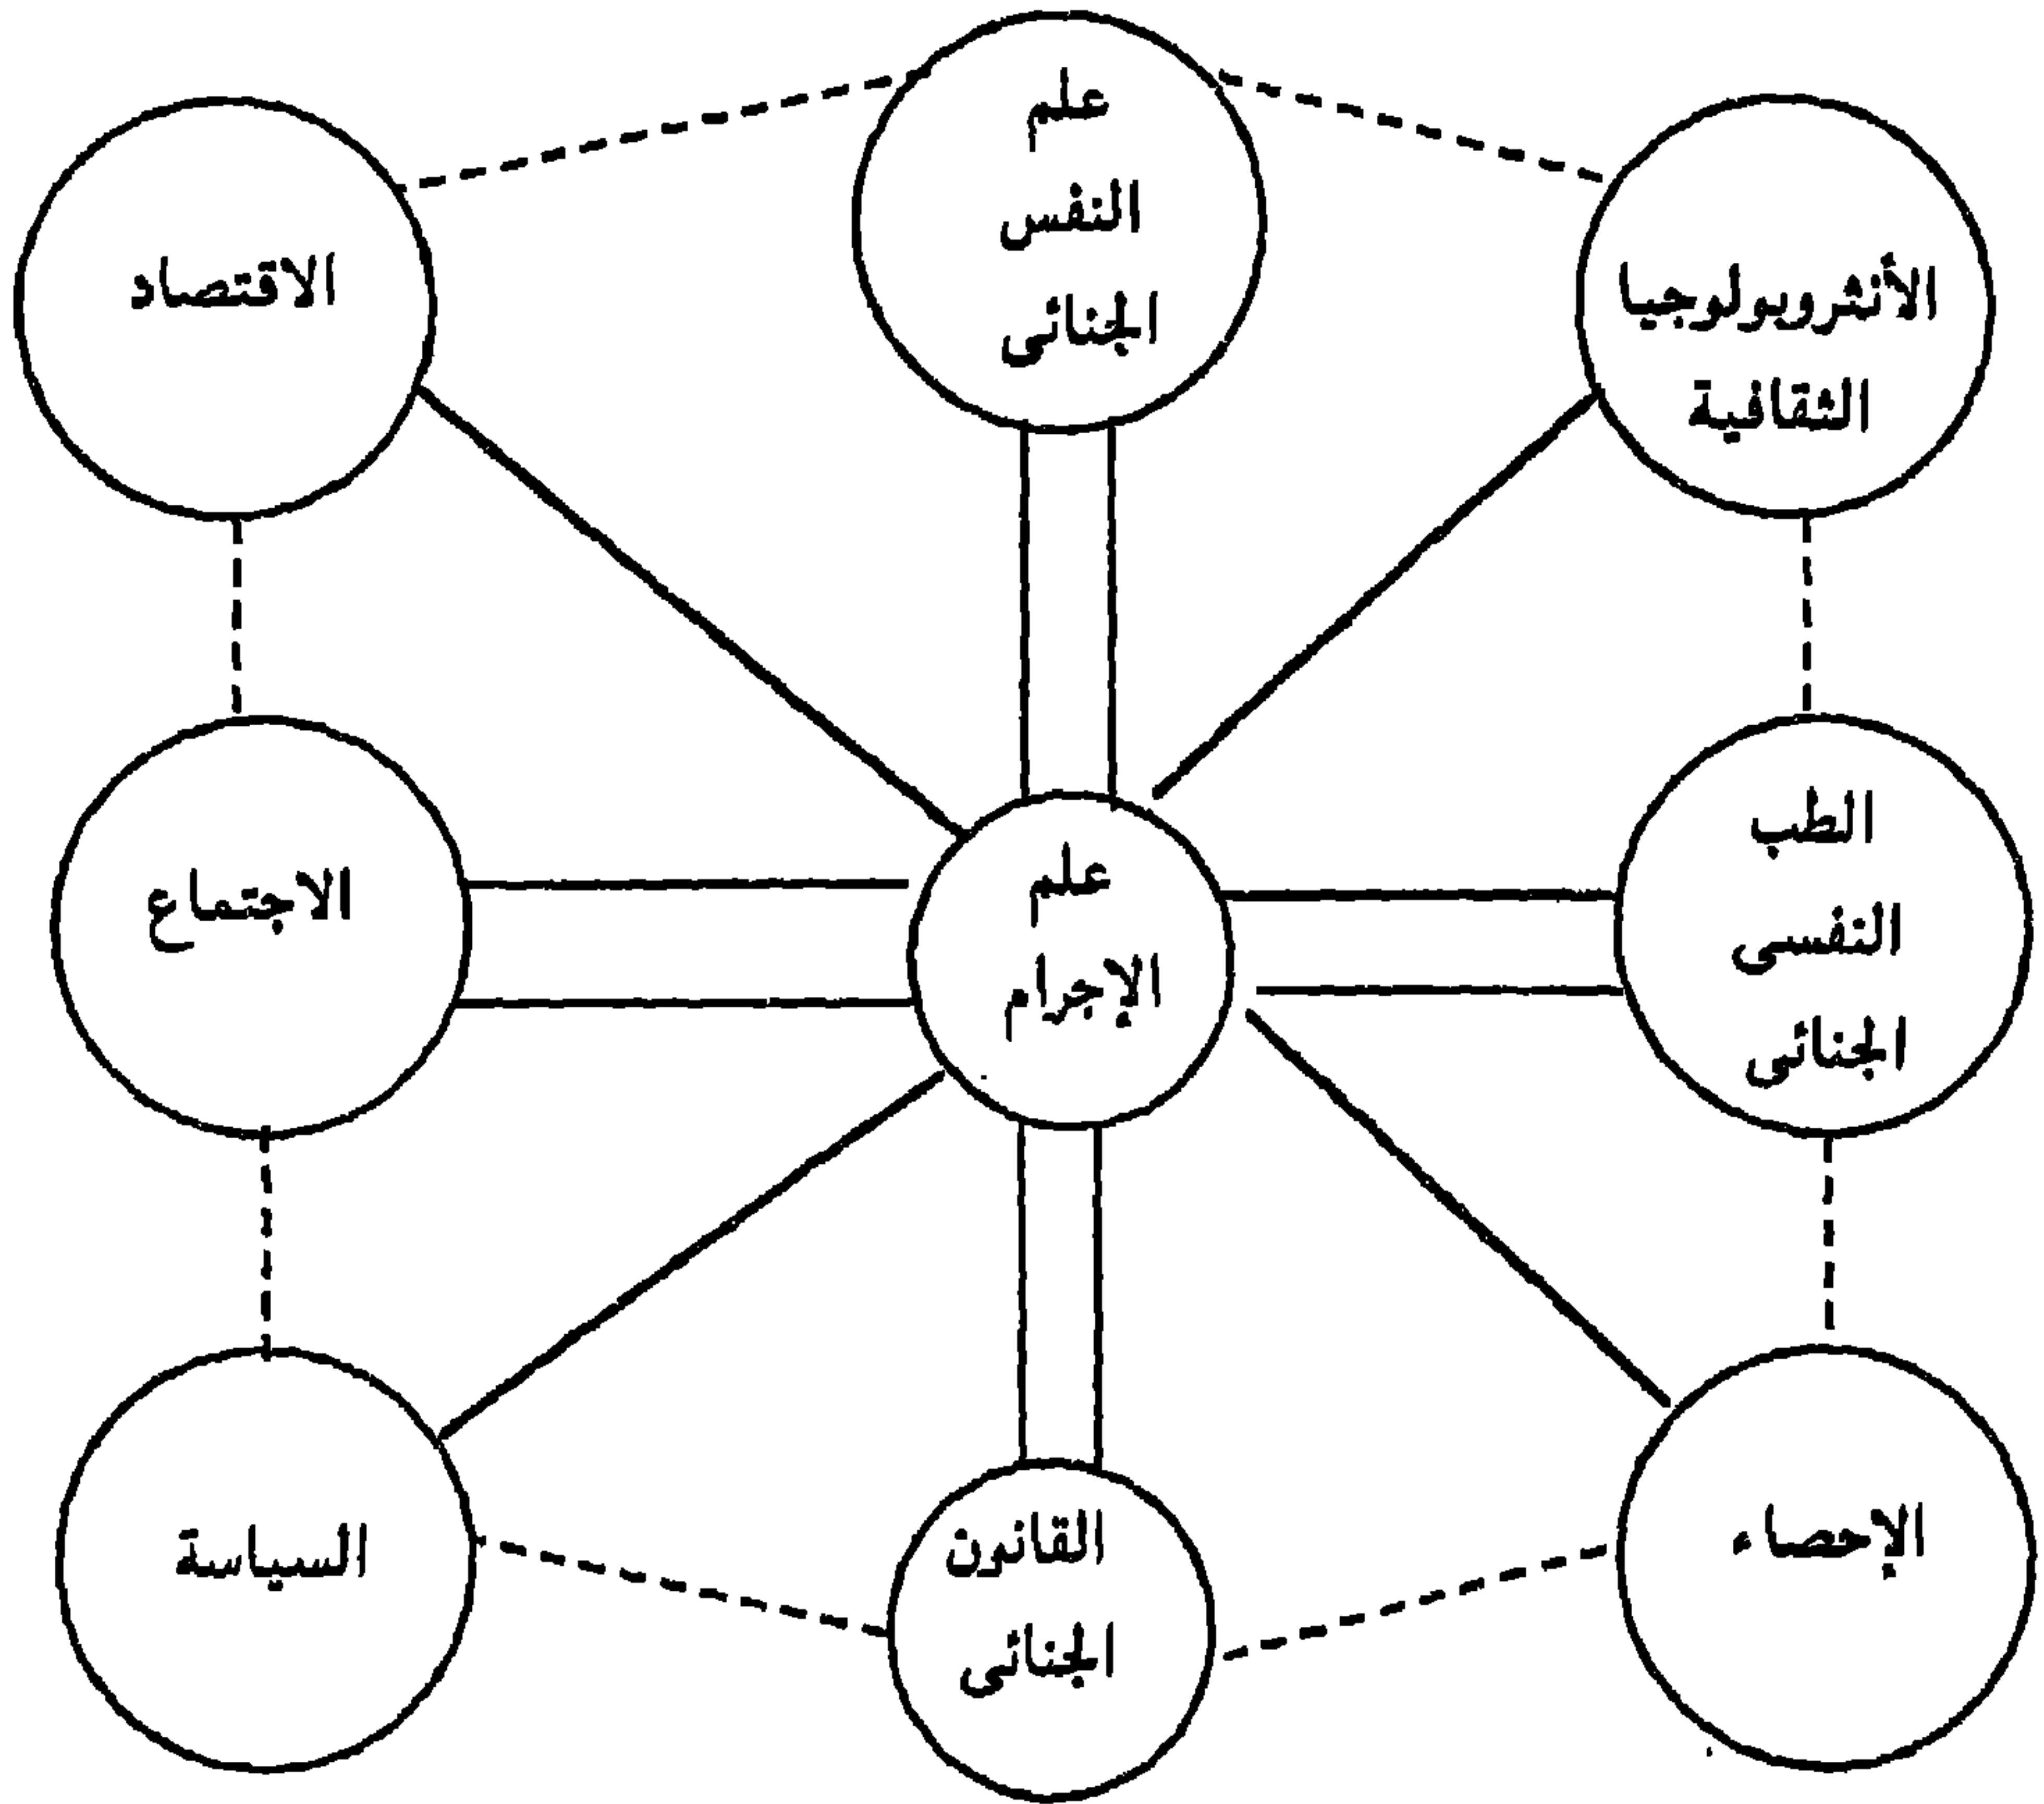 علم
النفس
الجنائى
الأنثروبولوجيا
الثقافية
الاقتصاد
الطب
النفسى
الجنائى
علم
الإجرام
الاجتماع
الإحصاء
القانون
الجنائى
السياسة